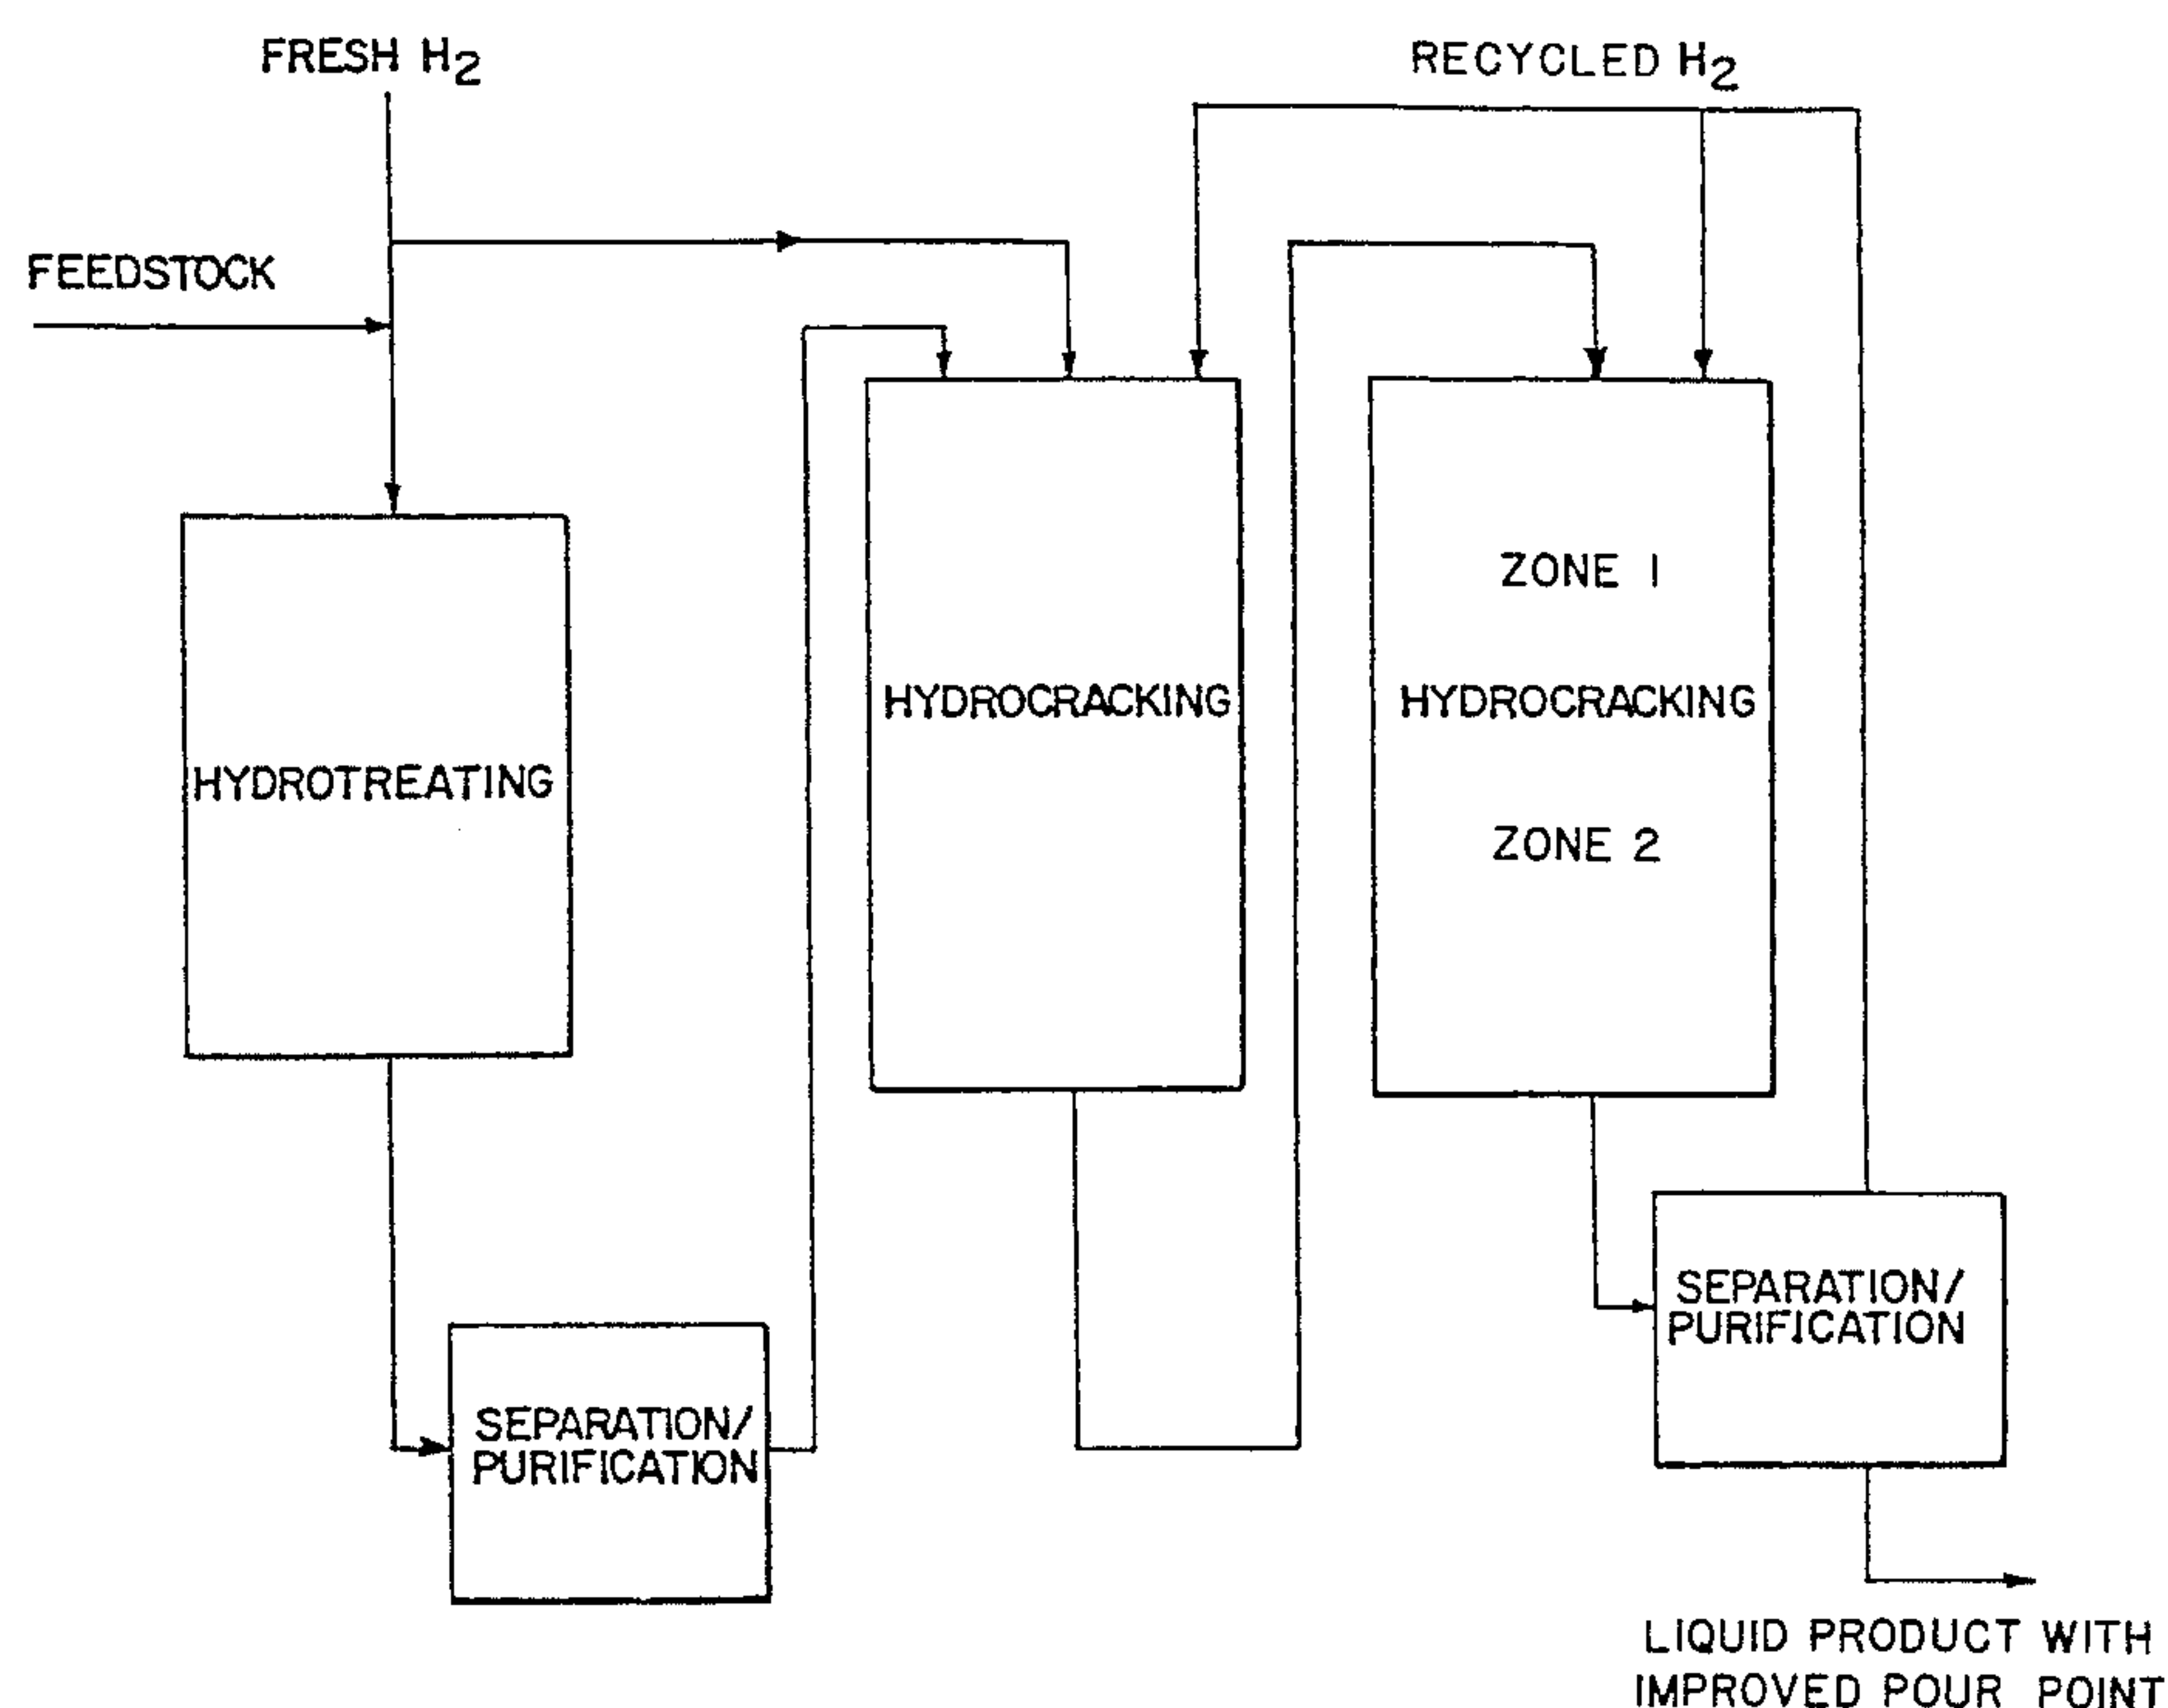 FRESH H2
RECYCLED H2
FEEDSTOCK
HYDROTREATING
HYDROCRACKING
ZONE 1
HYDROCRACKING
ZONE 2
SEPARATION/
PURIFICATION
SEPARATION/
PURIFICATION
LIQUID PRODUCT WITH
IMPROVED POUR POINT